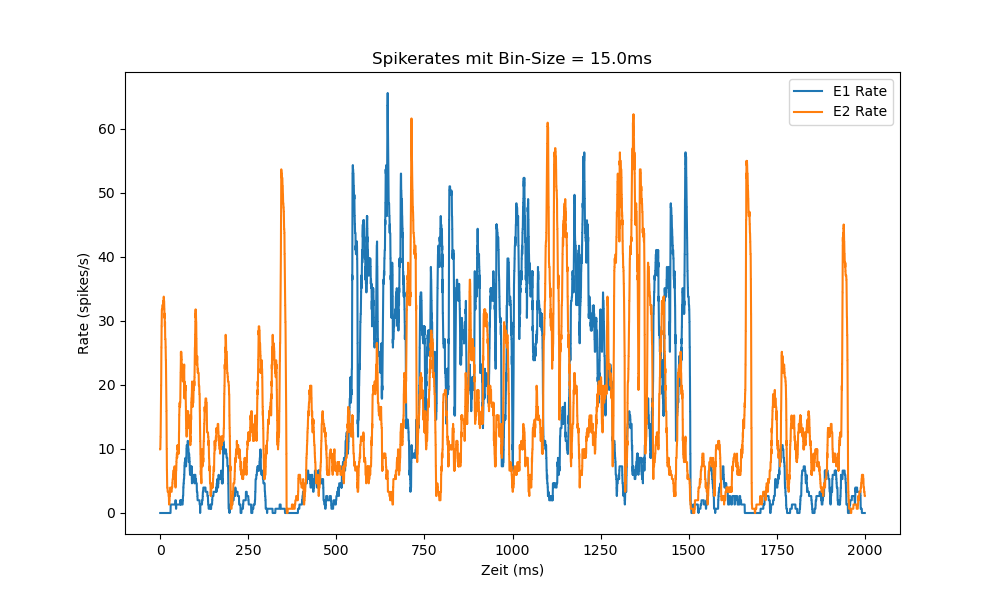 Spikerates mit Bin-Size = 15.0ms
E1 Rate
E2 Rate
60
50
40
30
20
10
0
Rate (spikes/s)
0 250 500 750 1000 1250 1500 1750 2000
Zeit (ms)